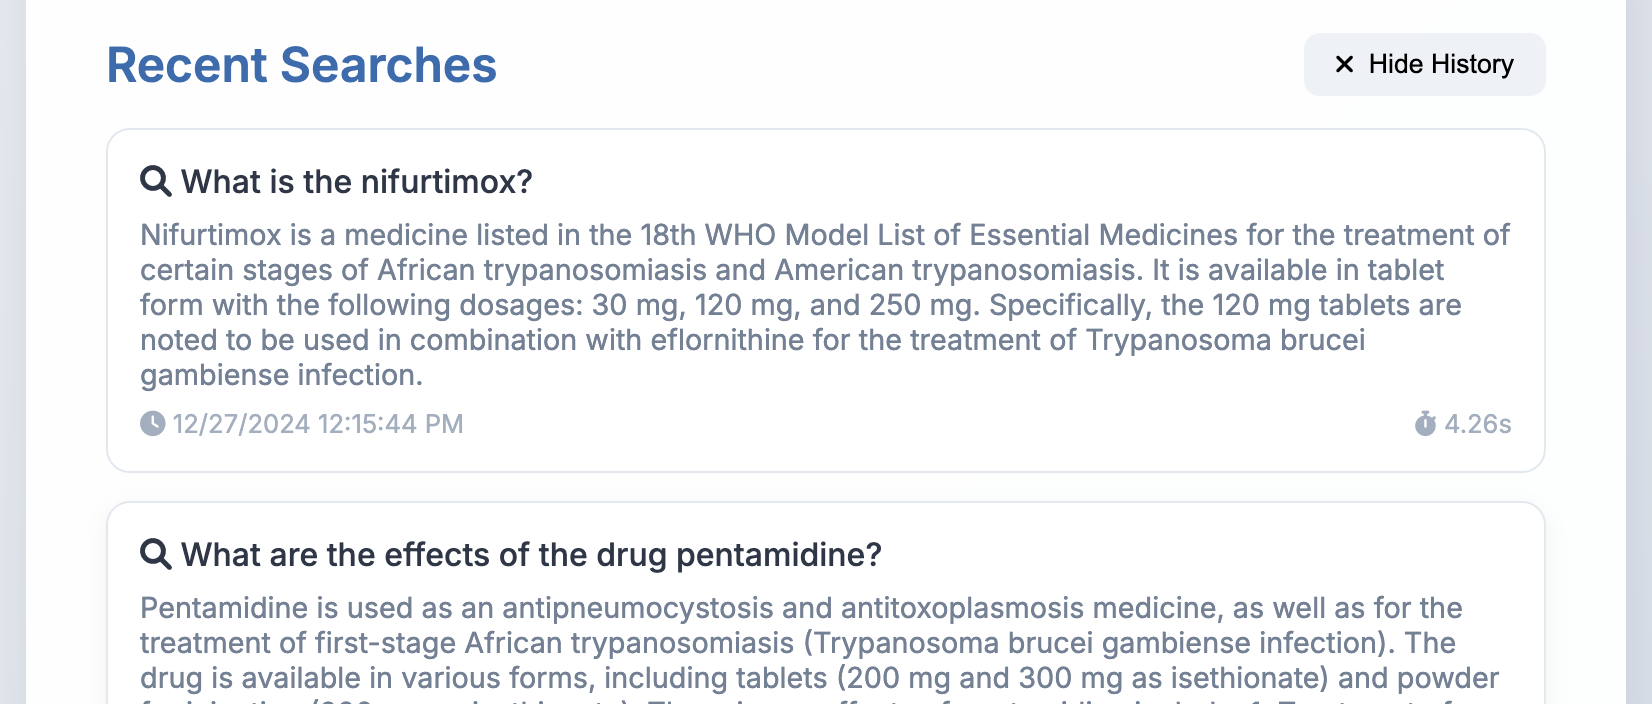 Recent Searches
Hide History
What is the nifurtimox?
Nifurtimox is a medicine listed in the 18th WHO Model List of Essential Medicines for the treatment of
certain stages of African trypanosomiasis and American trypanosomiasis. It is available in tablet
form with the following dosages: 30 mg, 120 mg, and 250 mg. Specifically, the 120 mg tablets are
noted to be used in combination with eflornithine for the treatment of Trypanosoma brucei
gambiense infection.
12/27/2024 12:15:44 PM
4.26s
What are the effects of the drug pentamidine?
Pentamidine is used as an antipneumocystosis and antitoxoplasmosis medicine, as well as for the
treatment of first-stage African trypanosomiasis (Trypanosoma brucei gambiense infection). The
drug is available in various forms, including tablets (200 mg and 300 mg as isethionate) and powder